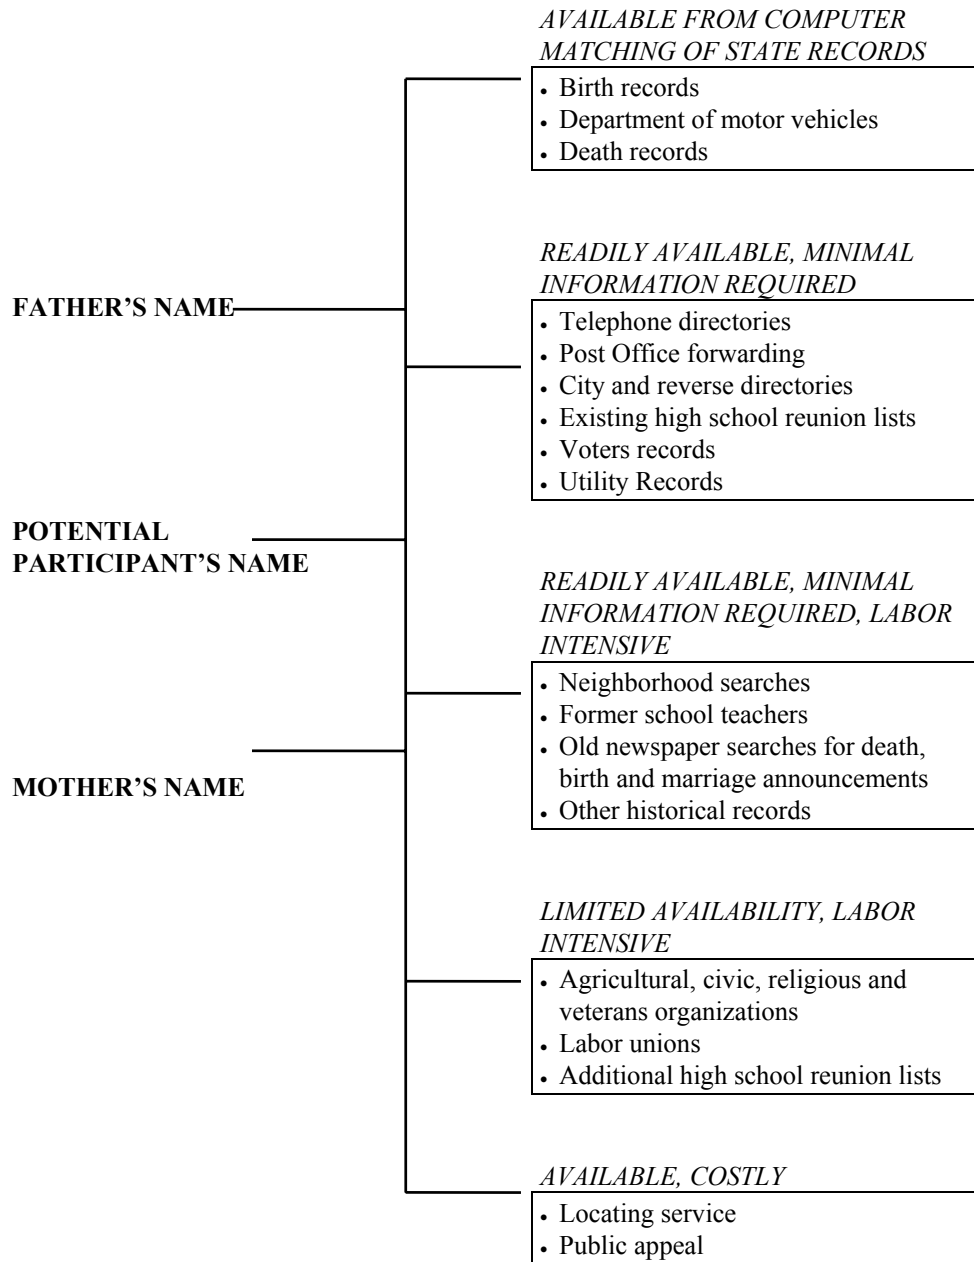 AVAILABLE FROM COMPUTER
MATCHING OF STATE RECORDS
• Birth records
• Department of motor vehicles
• Death records
READILY AVAILABLE, MINIMAL
INFORMATION REQUIRED
FATHER’S NAME
• Telephone directories
• Post Office forwarding
• City and reverse directories
• Existing high school reunion lists
• Voters records
• Utility Records
POTENTIAL
PARTICIPANT’S NAME
READILY AVAILABLE, MINIMAL
INFORMATION REQUIRED, LABOR
INTENSIVE
• Neighborhood searches
• Former school teachers
• Old newspaper searches for death,
birth and marriage announcements
• Other historical records
MOTHER’S NAME
LIMITED AVAILABILITY, LABOR
INTENSIVE
• Agricultural, civic, religious and
veterans organizations
• Labor unions
• Additional high school reunion lists
AVAILABLE, COSTLY
• Locating service
• Public appeal